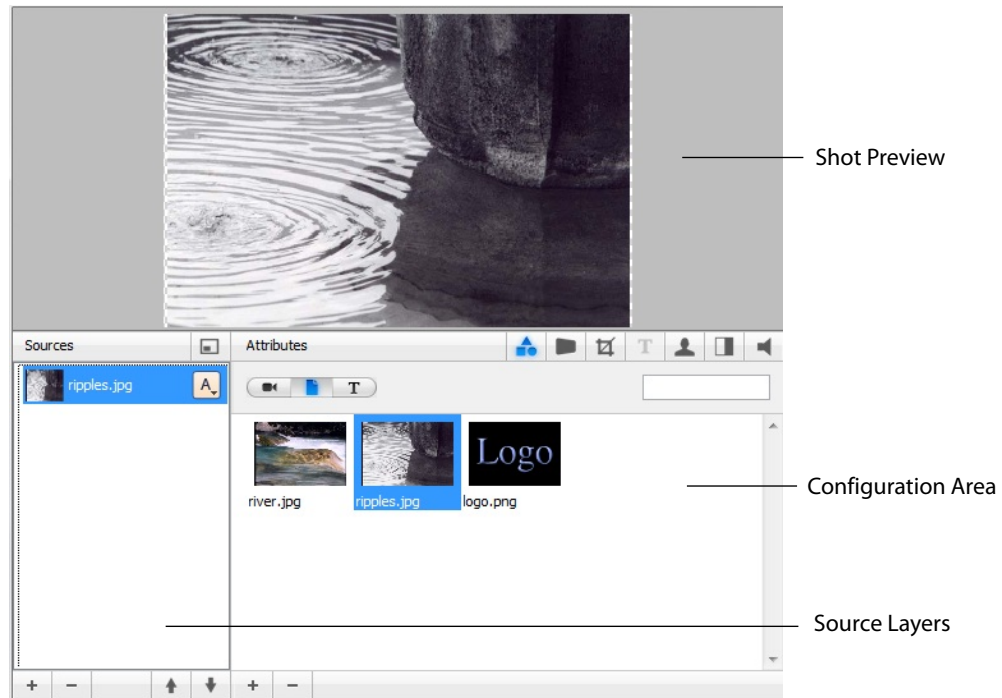 Shot Preview
Sources
Attributes
T
ripples.jpg
A
T
Logo
river.jpg
ripples.jpg
logo.png
Configuration Area
Source Layers